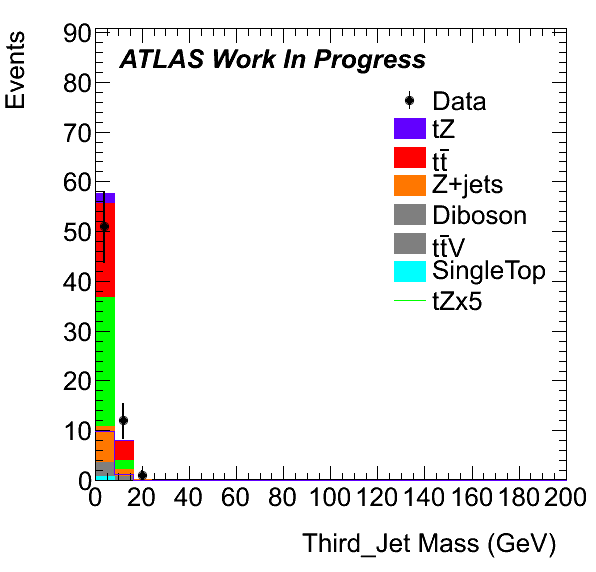 Events
90
80
70
60
50
40
30
20
10
0
ATLAS Work In Progress
Data
tZ
tt̄
Z+jets
Diboson
tt̄V
SingleTop
tZx5
0 20 40 60 80 100 120 140 160 180 200
Third_Jet Mass (GeV)